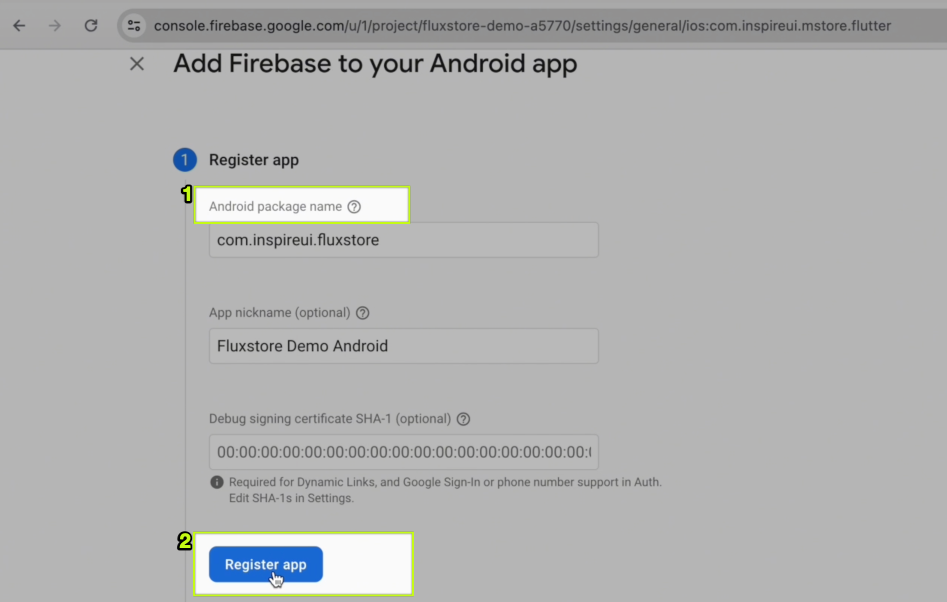 console.firebase.google.com/u/1/project/fluxstore-demo-a5770/settings/general/ios:com.inspireui.mstore.flutter
Add Firebase to your Android app
1 Register app
1
Android package name
com.inspireui.fluxstore
App nickname (optional)
Fluxstore Demo Android
Debug signing certificate SHA-1 (optional)
00:00:00:00:00:00:00:00:00:00:00:00:00:00:00:00:00:
Required for Dynamic Links, and Google Sign-In or phone number support in Auth.
Edit SHA-1s in Settings.
2
Register app